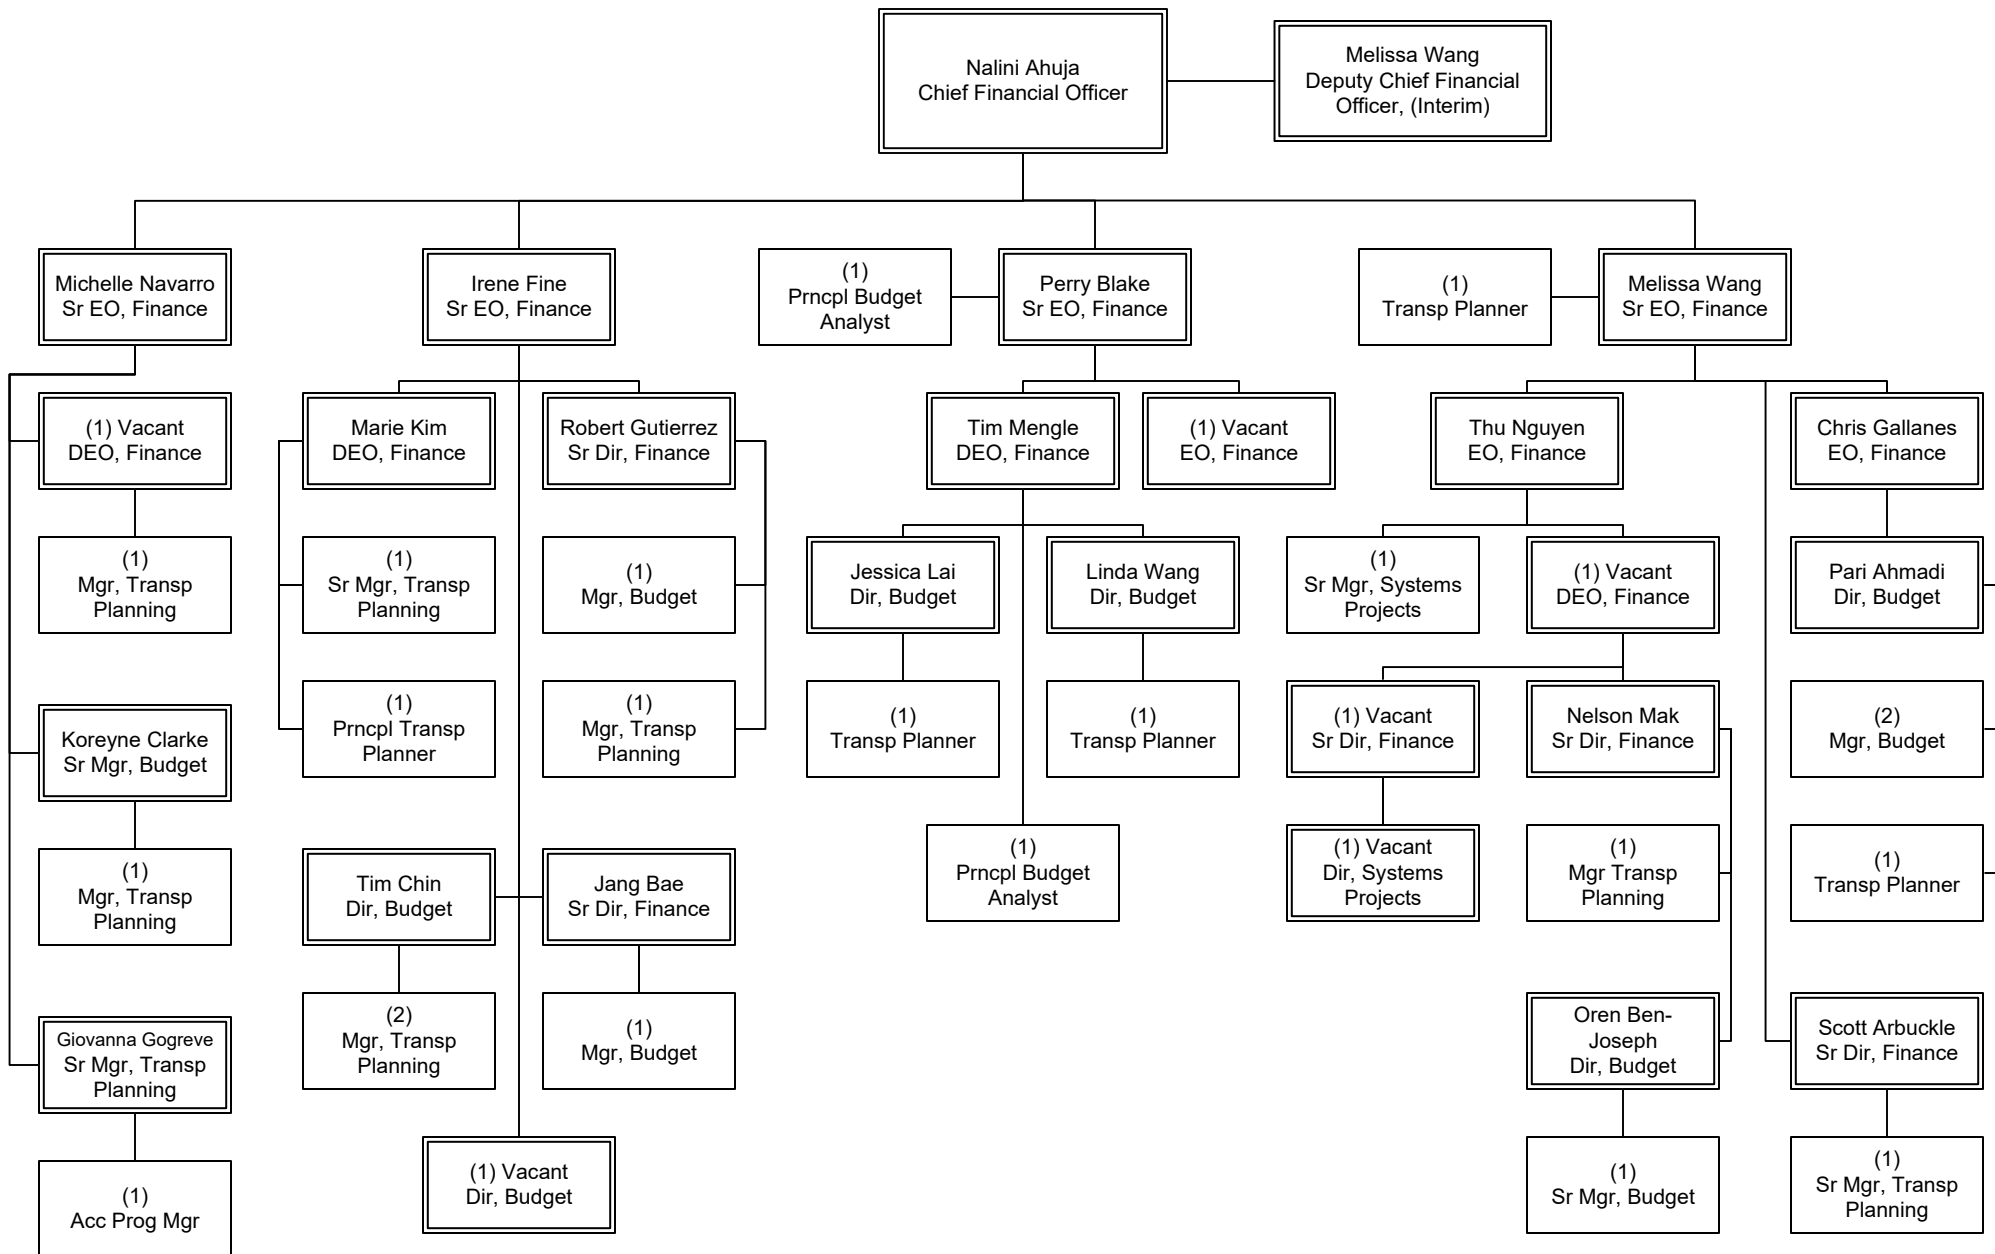 Nalini Ahuja
Chief Financial Officer
Melissa Wang
Deputy Chief Financial
Officer, (Interim)
Michelle Navarro
Sr EO, Finance
Irene Fine
Sr EO, Finance
(1)
Prncpl Budget
Analyst
Perry Blake
Sr EO, Finance
(1)
Transp Planner
Melissa Wang
Sr EO, Finance
(1) Vacant
DEO, Finance
Marie Kim
DEO, Finance
Robert Gutierrez
Sr Dir, Finance
Tim Mengle
DEO, Finance
(1) Vacant
EO, Finance
Thu Nguyen
EO, Finance
Chris Gallanes
EO, Finance
(1)
Mgr, Transp
Planning
(1)
Sr Mgr, Transp
Planning
(1)
Mgr, Budget
Jessica Lai
Dir, Budget
Linda Wang
Dir, Budget
(1)
Sr Mgr, Systems
Projects
(1) Vacant
DEO, Finance
Pari Ahmadi
Dir, Budget
Koreyne Clarke
Sr Mgr, Budget
(1)
Prncpl Transp
Planner
(1)
Mgr, Transp
Planning
(1)
Transp Planner
(1)
Transp Planner
(1) Vacant
Sr Dir, Finance
Nelson Mak
Sr Dir, Finance
(2)
Mgr, Budget
(1)
Mgr, Transp
Planning
Tim Chin
Dir, Budget
Jang Bae
Sr Dir, Finance
(1)
Prncpl Budget
Analyst
(1) Vacant
Dir, Systems
Projects
(1)
Mgr Transp
Planning
(1)
Transp Planner
Giovanna Gogreve
Sr Mgr, Transp
Planning
(2)
Mgr, Transp
Planning
(1)
Mgr, Budget
Oren Ben-
Joseph
Dir, Budget
Scott Arbuckle
Sr Dir, Finance
(1)
Acc Prog Mgr
(1) Vacant
Dir, Budget
(1)
Sr Mgr, Budget
(1)
Sr Mgr, Transp
Planning